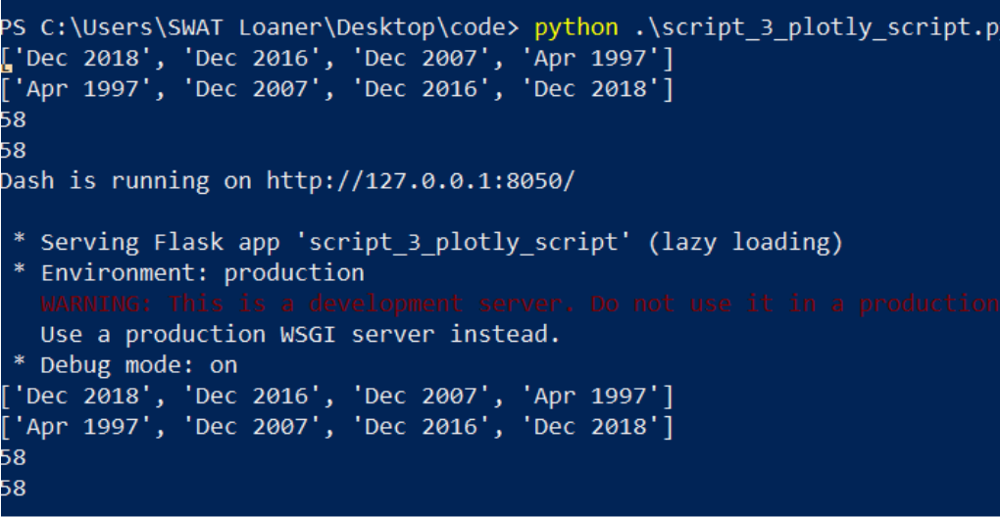 PS C:\Users\SWAT Loaner\Desktop\code> python .\script_3_plotly_script.p
['Dec 2018', 'Dec 2016', 'Dec 2007', 'Apr 1997']
['Apr 1997', 'Dec 2007', 'Dec 2016', 'Dec 2018']
58
58
Dash is running on http://127.0.0.1:8050/
* Serving Flask app 'script_3_plotly_script' (lazy loading)
* Environment: production
WARNING: This is a development server. Do not use it in a production
Use a production WSGI server instead.
* Debug mode: on
['Dec 2018', 'Dec 2016', 'Dec 2007', 'Apr 1997']
['Apr 1997', 'Dec 2007', 'Dec 2016', 'Dec 2018']
58
58